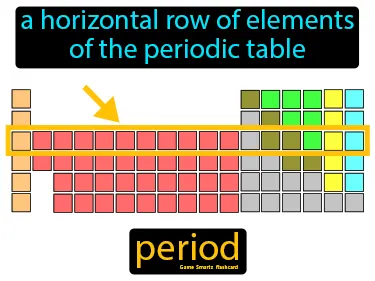 a horizontal row of elements
of the periodic table
period
Game Smartz flashcard